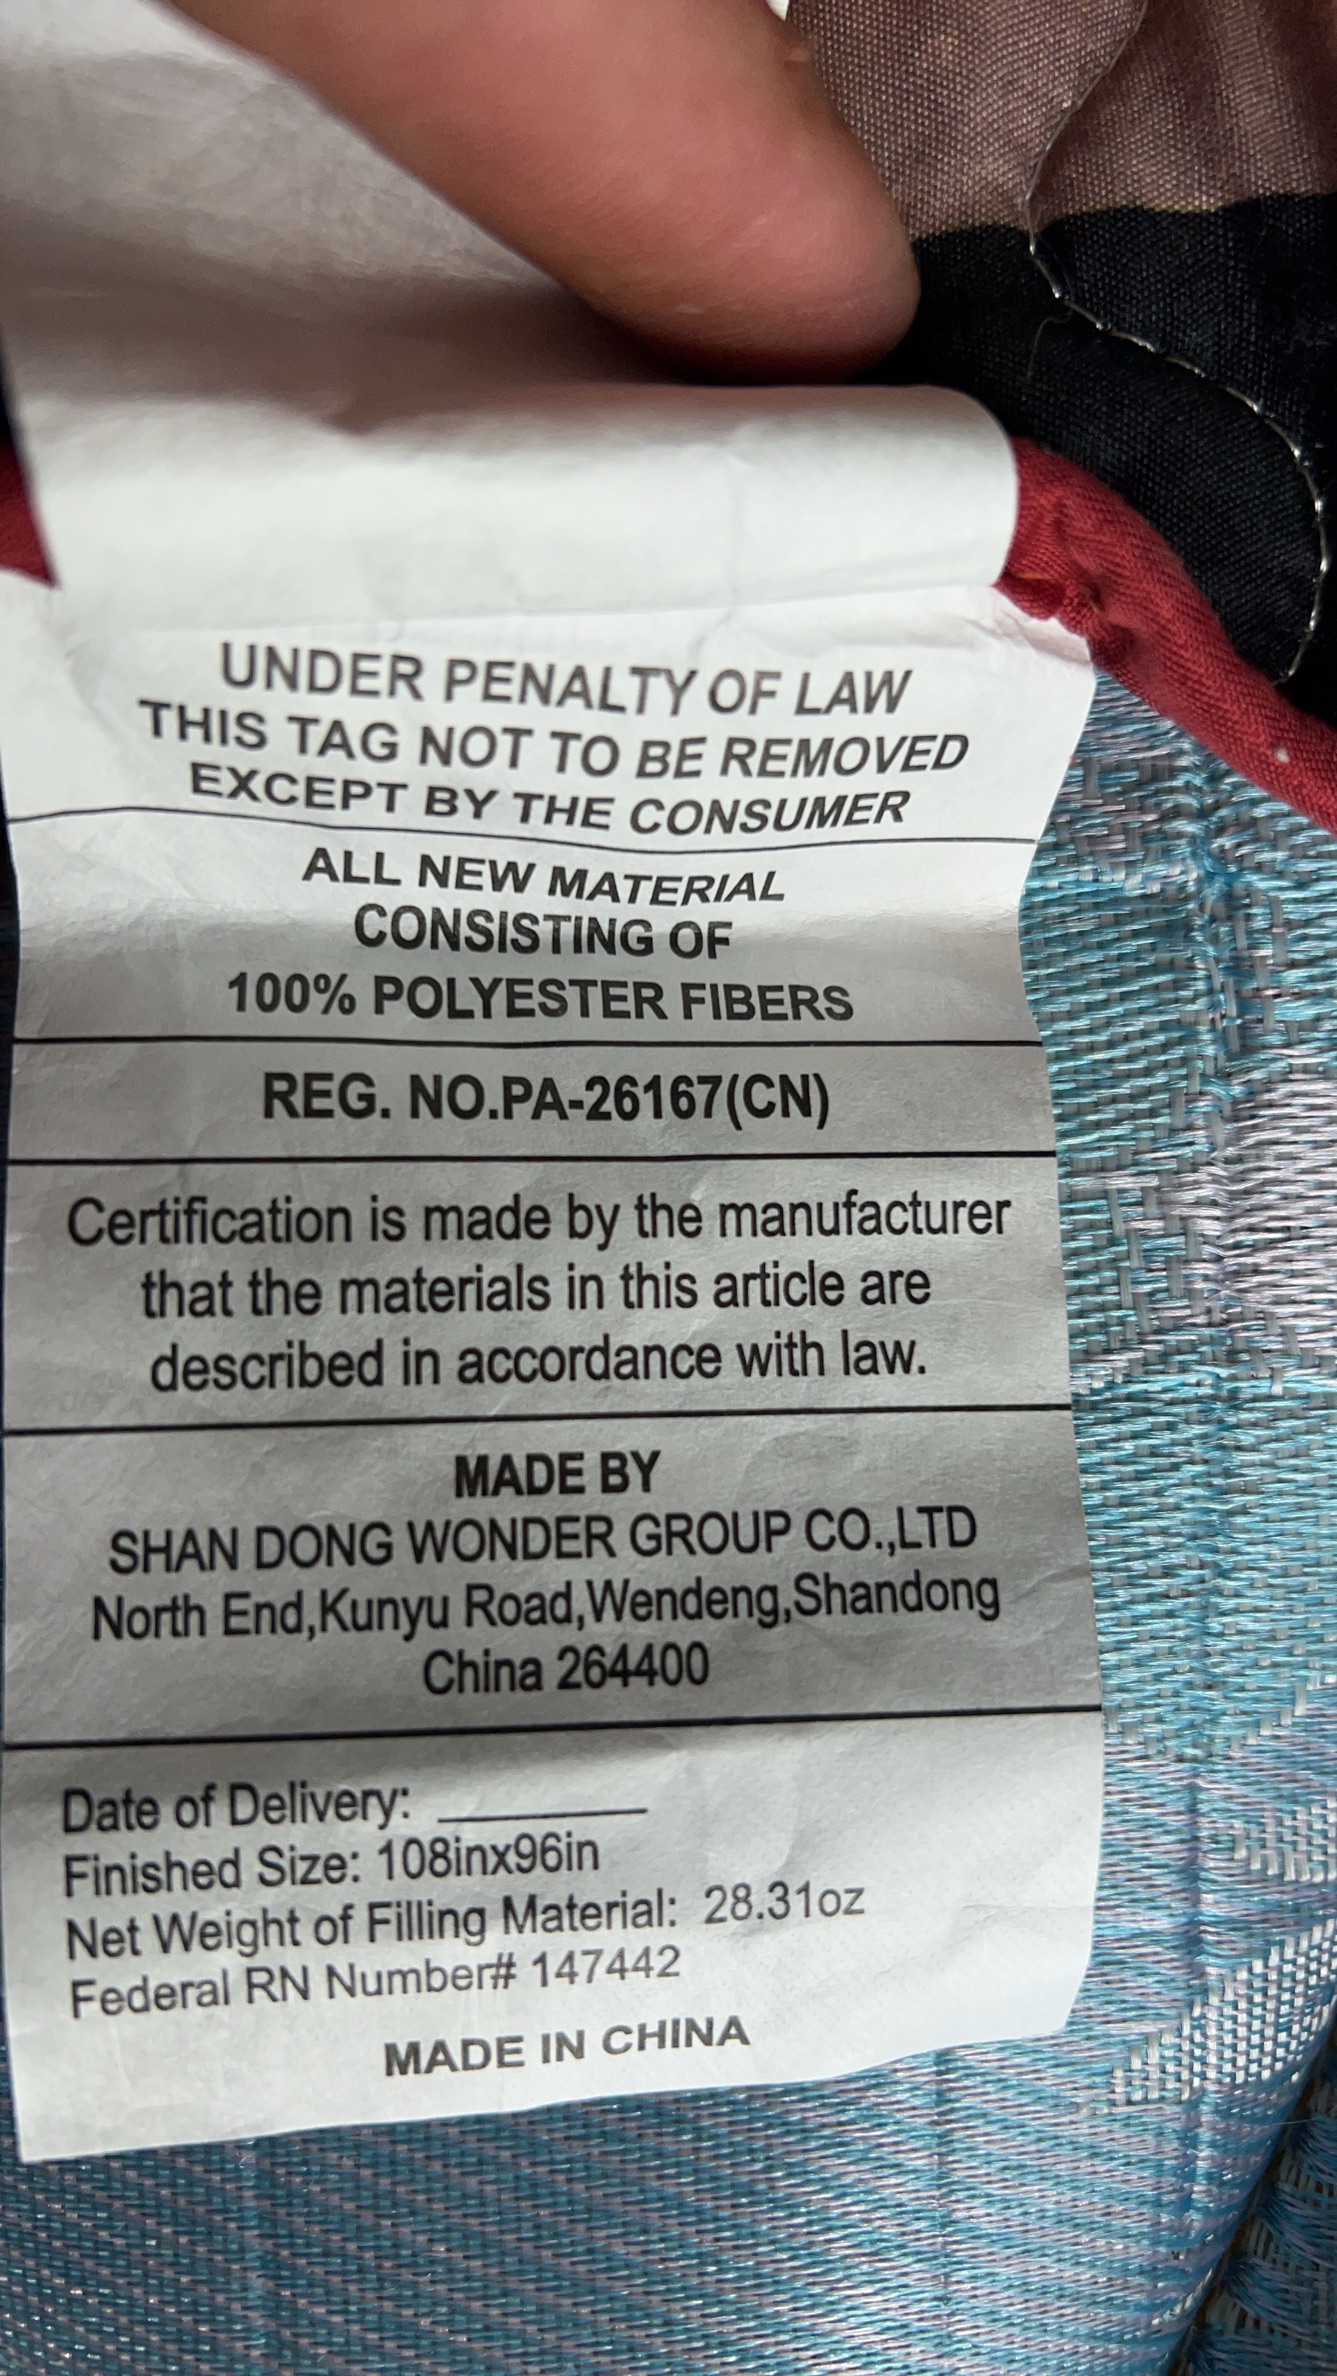 UNDER PENALTY OF LAW
THIS TAG NOT TO BE REMOVED
EXCEPT BY THE CONSUMER
ALL NEW MATERIAL
CONSISTING OF
100% POLYESTER FIBERS
REG. NO.PA-26167(CN)
Certification is made by the manufacturer
that the materials in this article are
described in accordance with law.
MADE BY
SHAN DONG WONDER GROUP CO.,LTD
North End,Kunyu Road,Wendeng,Shandong
China 264400
Date of Delivery: ________
Finished Size: 108inx96in
Net Weight of Filling Material: 28.31oz
Federal RN Number# 147442
MADE IN CHINA